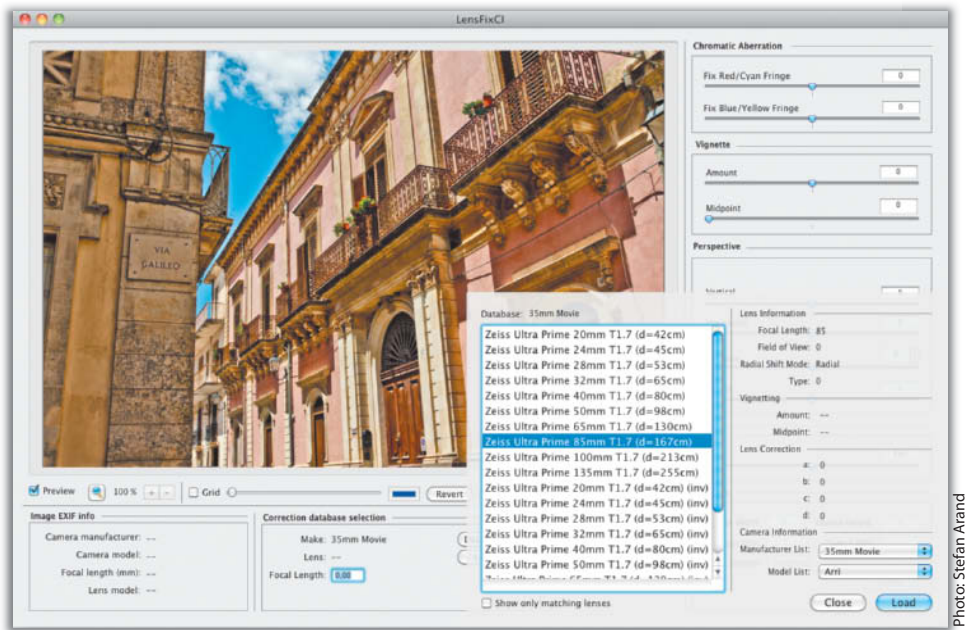 LensFixCI
VIA
GALILEO
Chromatic Aberration
Fix Red/Cyan Fringe 0
Fix Blue/Yellow Fringe 0
Vignette
Amount 0
Midpoint 0
Perspective
Vertical
Preview 100 % + - Grid Revert
Image EXIF info
Camera manufacturer: --
Camera model: --
Focal length (mm): --
Lens model: --
Correction database selection
Make: 35mm Movie
Lens: --
Focal Length: 0,00
Database: 35mm Movie
Zeiss Ultra Prime 20mm T1.7 (d=42cm)
Zeiss Ultra Prime 24mm T1.7 (d=45cm)
Zeiss Ultra Prime 28mm T1.7 (d=53cm)
Zeiss Ultra Prime 32mm T1.7 (d=65cm)
Zeiss Ultra Prime 40mm T1.7 (d=80cm)
Zeiss Ultra Prime 50mm T1.7 (d=98cm)
Zeiss Ultra Prime 65mm T1.7 (d=130cm)
Zeiss Ultra Prime 85mm T1.7 (d=167cm)
Zeiss Ultra Prime 100mm T1.7 (d=213cm)
Zeiss Ultra Prime 135mm T1.7 (d=255cm)
Zeiss Ultra Prime 20mm T1.7 (d=42cm) (inv)
Zeiss Ultra Prime 24mm T1.7 (d=45cm) (inv)
Zeiss Ultra Prime 28mm T1.7 (d=53cm) (inv)
Zeiss Ultra Prime 32mm T1.7 (d=65cm) (inv)
Zeiss Ultra Prime 40mm T1.7 (d=80cm) (inv)
Zeiss Ultra Prime 50mm T1.7 (d=98cm) (inv)
Show only matching lenses
Lens Information
Focal Length: 85
Field of View: 0
Radial Shift Mode: Radial
Type: 0
Vignetting
Amount: --
Midpoint: --
Lens Correction
a: 0
b: 0
c: 0
d: 0
Camera Information
Manufacturer List: 35mm Movie
Model List: Arri
Close Load
Photo: Stefan Arand